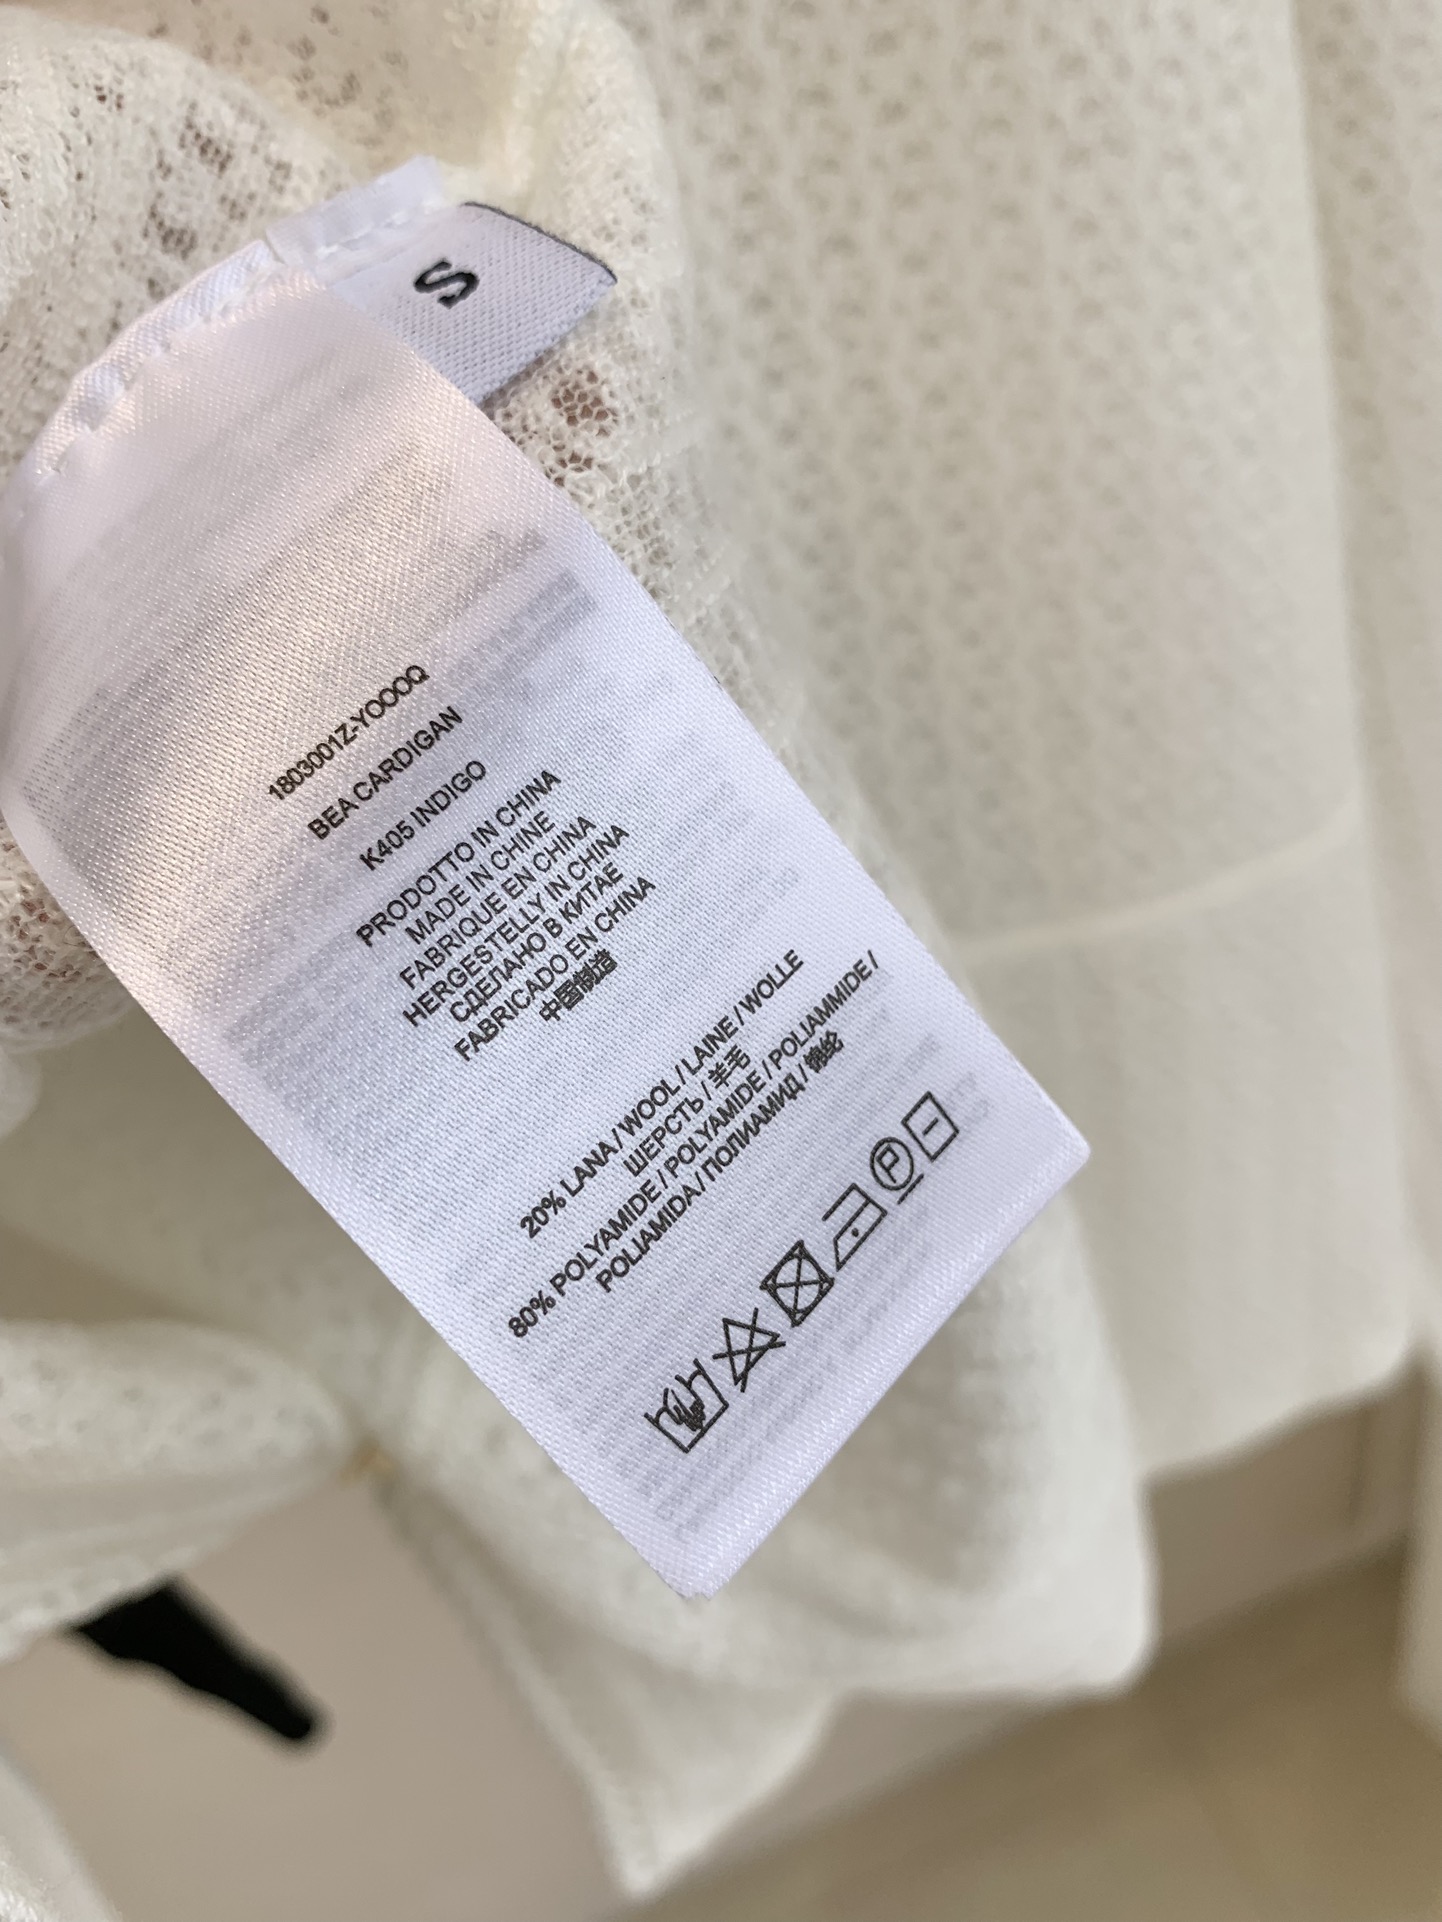 S
1803001Z-YOOOQ
BEA CARDIGAN
K405 INDIGO
PRODOTTO IN CHINA
MADE IN CHINE
FABRIQUE EN CHINA
HERGESTELLY IN CHINA
СДЕЛАНО В КИТАЕ
FABRICADO EN CHINA
中国制造
20% LANA / WOOL / LAINE / WOLLE
ШЕРСТЬ / 羊毛
80% POLYAMIDE / POLYAMIDE / POLIAMMIDE /
POLIAMIDA / ПОЛИАМИД / 锦纶
P